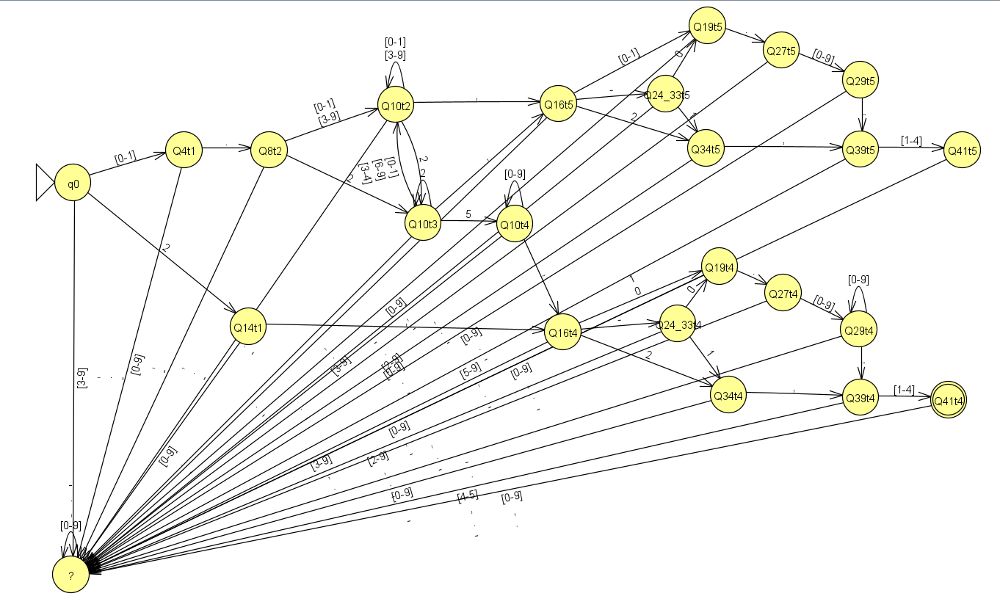 Q19t5
.
Q27t5
[0-9]
Q29t5
[0-1]
[3-9]
[0-1]
0
-
Q24_33t5
1
Q10t2
,
Q16t5
2
[0-1]
[3-9]
Q4t1
.
Q8t2
[0-1]
Q34t5
,
Q39t5
[1-4]
Q41t5
q0
2
[3-4]
[6-9]
[0-1]
2
2
,
[0-9]
Q10t3
5
Q10t4
2
Q19t4
.
Q27t4
[0-9]
[0-9]
1
0
0
Q14t1
Q16t4
-
Q24_33t4
1
Q29t4
2
[0-9]
[0-9]
[3-9]
[0-9]
[3-9]
[0-9]
[5-9]
[0-9]
Q34t4
,
Q39t4
[1-4]
Q41t4
[0-9]
[0-9]
[3-9]
[2-9]
[0-9]
[4-5]
[0-9]
[0-9]
?